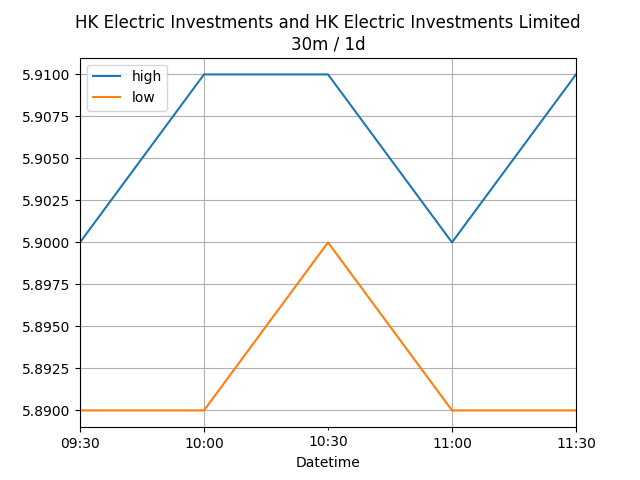 HK Electric Investments and HK Electric Investments Limited
30m / 1d
high
low
5.9100
5.9075
5.9050
5.9025
5.9000
5.8975
5.8950
5.8925
5.8900
09:30
10:00
10:30
11:00
11:30
Datetime